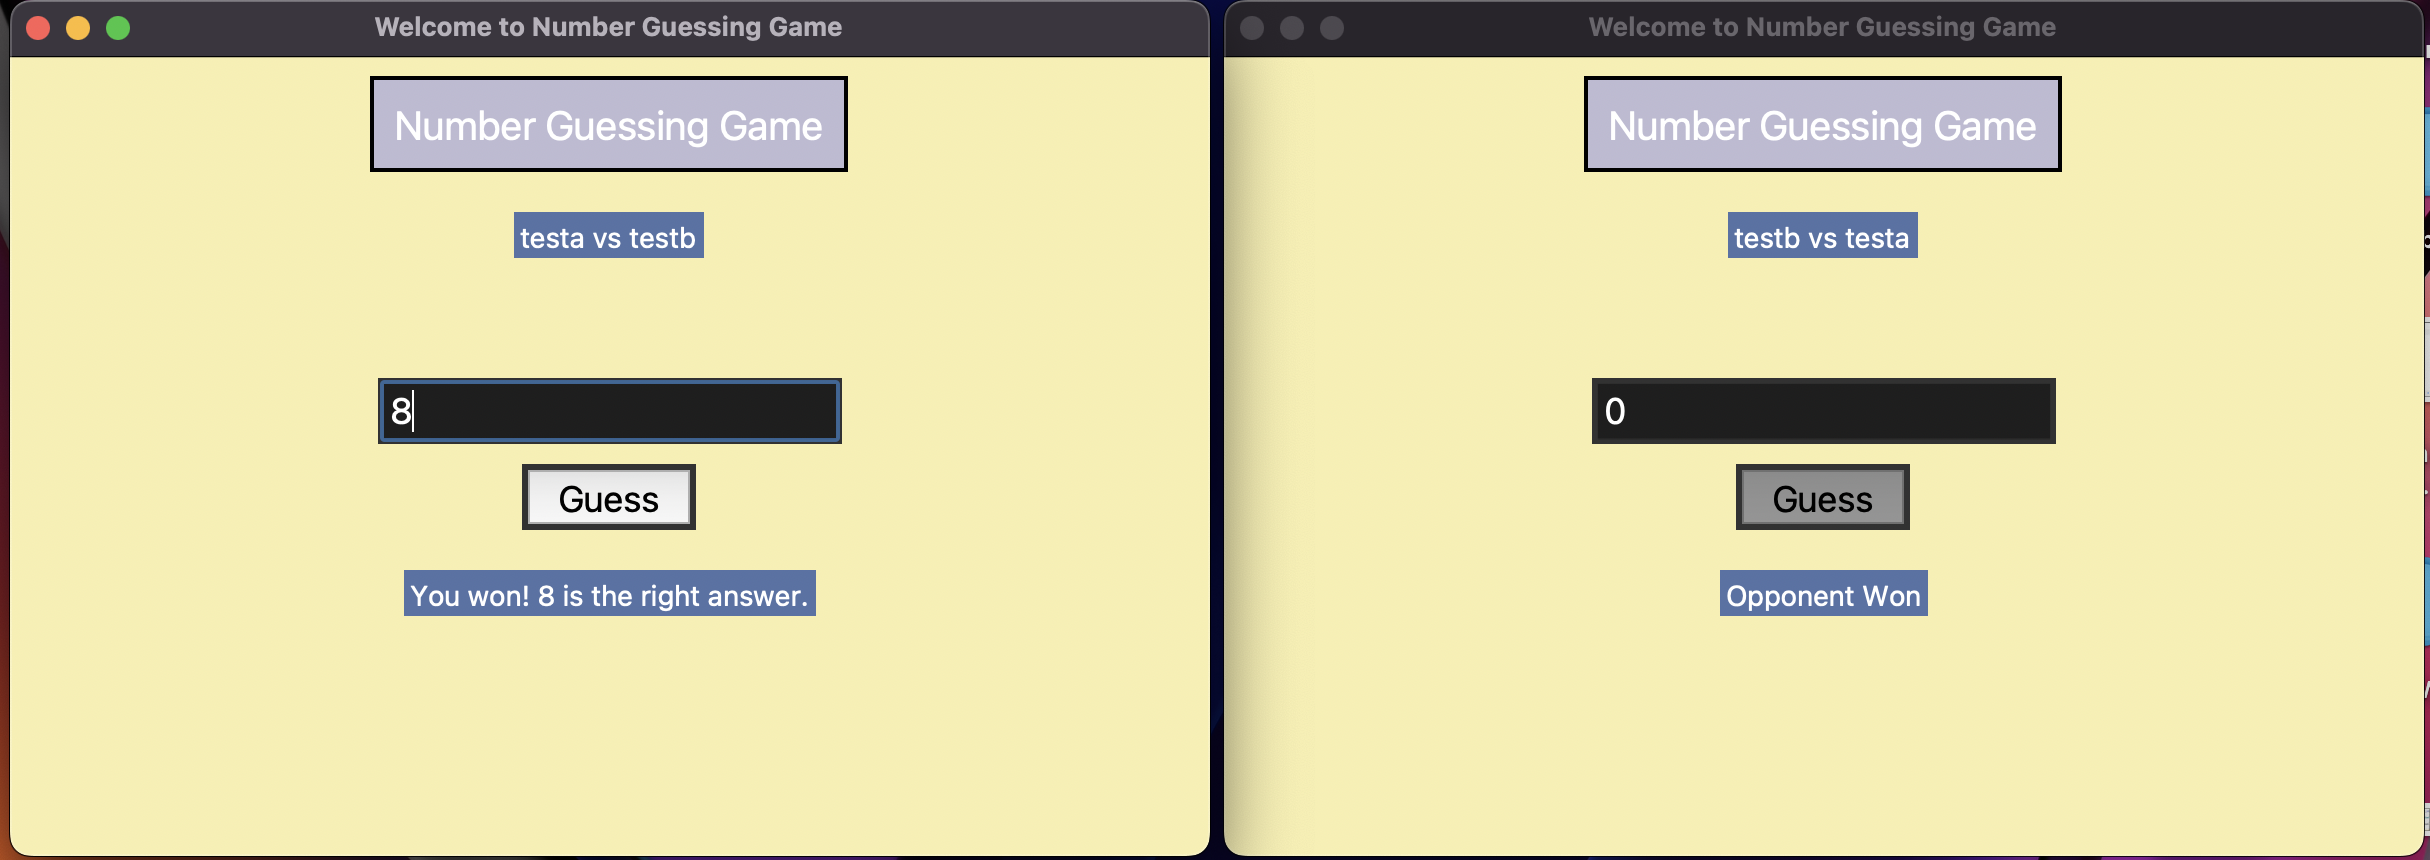 Welcome to Number Guessing Game
Number Guessing Game
testa vs testb
8
Guess
You won! 8 is the right answer.
Welcome to Number Guessing Game
Number Guessing Game
testb vs testa
0
Guess
Opponent Won